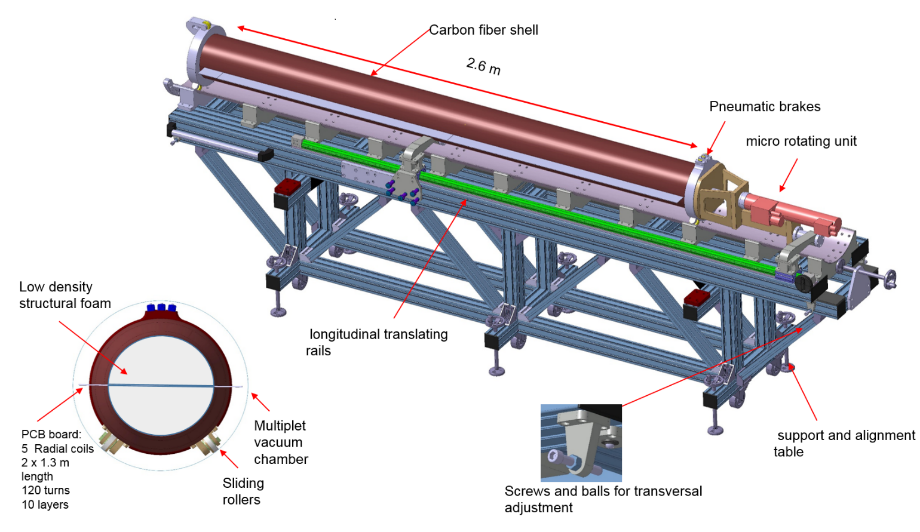 Carbon fiber shell
2.6 m
Pneumatic brakes
micro rotating unit
Low density
structural foam
longitudinal translating
rails
PCB board:
5 Radial coils
2 x 1.3 m
length
120 turns
10 layers
Multiplet
vacuum
chamber
Sliding
rollers
Screws and balls for transversal
adjustment
support and alignment
table